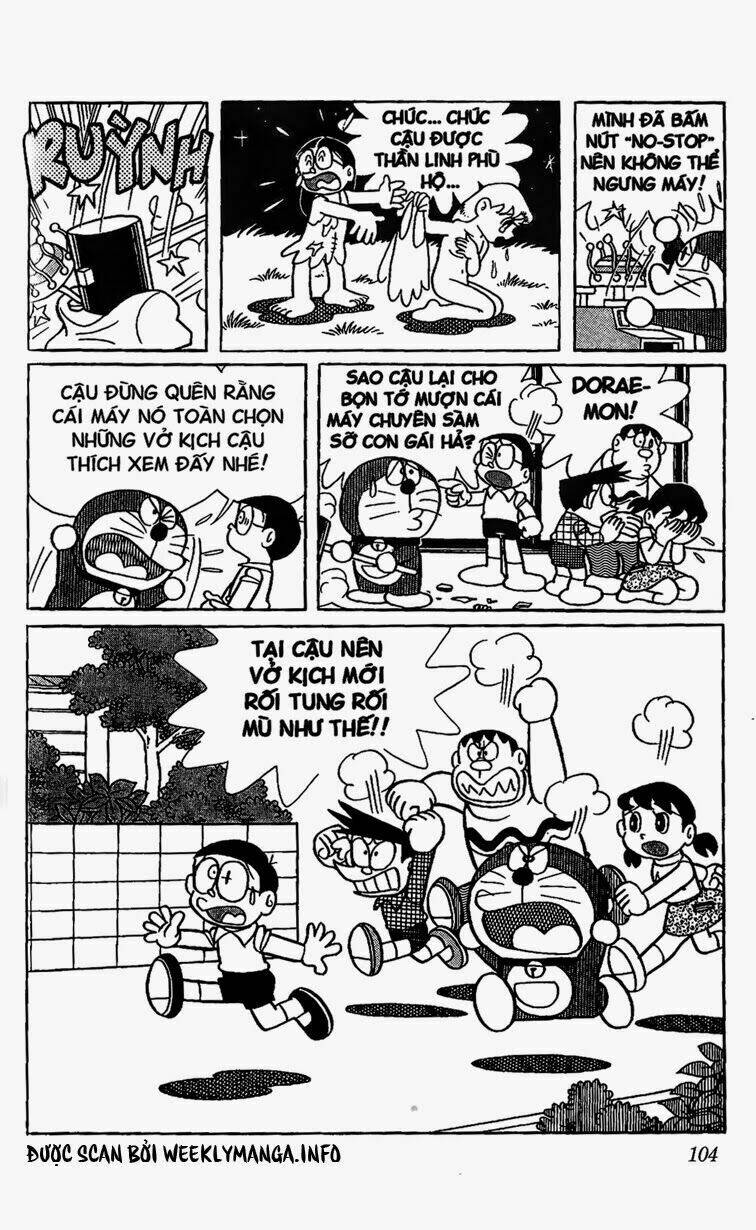 MÌNH ĐÃ BẤM
NÚT "NO-STOP"
NÊN KHÔNG THỂ
NGƯNG MÁY!
CHÚC... CHÚC
CẬU ĐƯỢC
THẦN LINH PHÙ
HỘ...
RUỲNH
DORAE-
MON!
SAO CẬU LẠI CHO
BỌN TỚ MƯỢN CÁI
MÁY CHUYÊN SÀM
SỠ CON GÁI HẢ?
CẬU ĐỪNG QUÊN RẰNG
CÁI MÁY NÓ TOÀN CHỌN
NHỮNG VỞ KỊCH CẬU
THÍCH XEM ĐẤY NHÉ!
TẠI CẬU NÊN
VỞ KỊCH MỚI
RỐI TUNG RỐI
MÙ NHƯ THẾ!!
ĐƯỢC SCAN BỞI WEEKLYMANGA.INFO
104